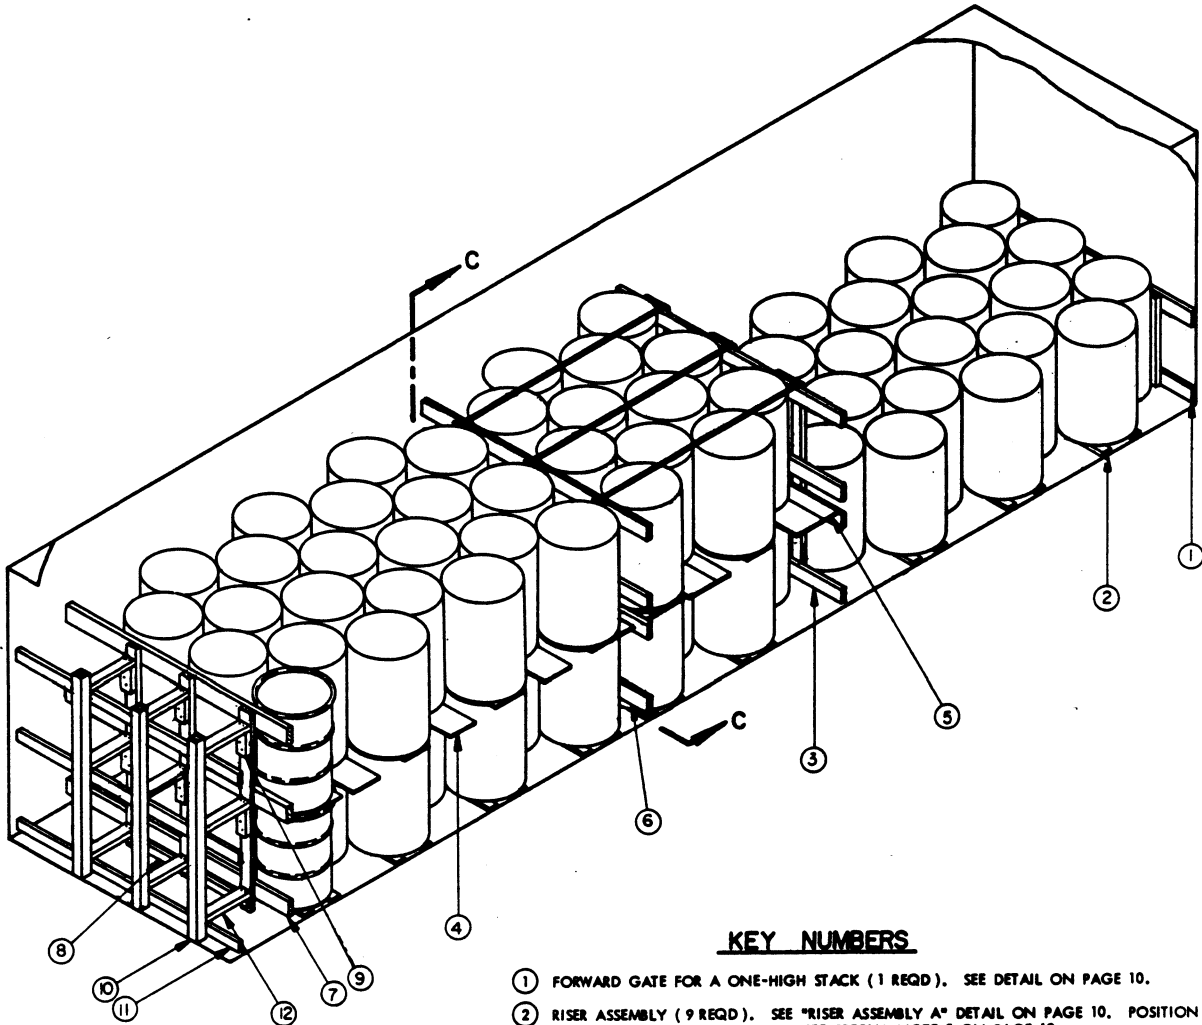 C
C
1
2
5
3
6
4
9
7
12
11
10
8
KEY NUMBERS
1 FORWARD GATE FOR A ONE-HIGH STACK ( 1 REQD ). SEE DETAIL ON PAGE 10.
2 RISER ASSEMBLY ( 9 REQD ). SEE "RISER ASSEMBLY A" DETAIL ON PAGE 10. POSITION